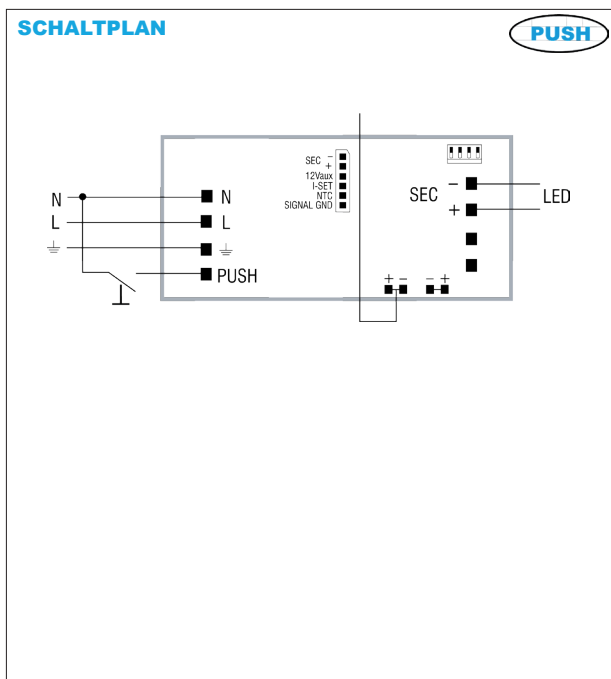 SCHALTPLAN
PUSH
SEC –
+
12Vaux
I-SET
NTC
SIGNAL GND
N
L
N
L
PUSH
SEC
–
+
LED
+ –
– +